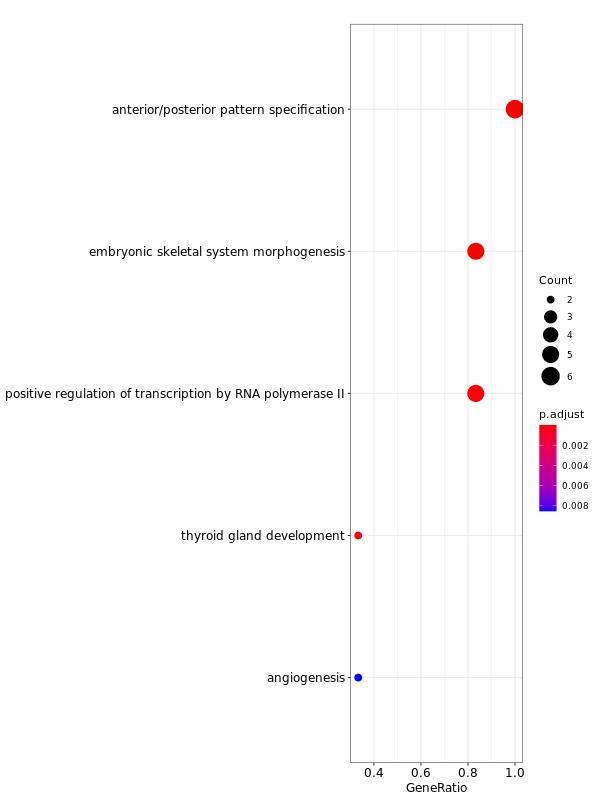 anterior/posterior pattern specification
embryonic skeletal system morphogenesis
positive regulation of transcription by RNA polymerase II
thyroid gland development
angiogenesis
0.4 0.6 0.8 1.0
GeneRatio
Count
2
3
4
5
6
p.adjust
0.002
0.004
0.006
0.008